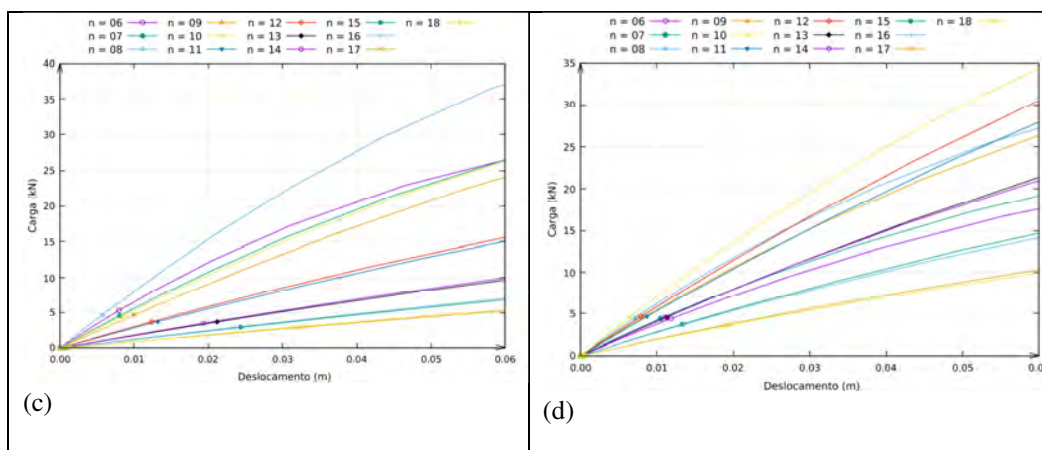 n = 06 n = 09 n = 12 n = 15 n = 18
n = 07 n = 10 n = 13 n = 16
n = 08 n = 11 n = 14 n = 17
40
35
30
25
20
15
10
5
0
Carga (kN)
0.00 0.01 0.02 0.03 0.04 0.05 0.06
Deslocamento (m)
(c)
n = 06 n = 09 n = 12 n = 15 n = 18
n = 07 n = 10 n = 13 n = 16
n = 08 n = 11 n = 14 n = 17
35
30
25
20
15
10
5
0
Carga (kN)
0.00 0.01 0.02 0.03 0.04 0.05
Deslocamento (m)
(d)